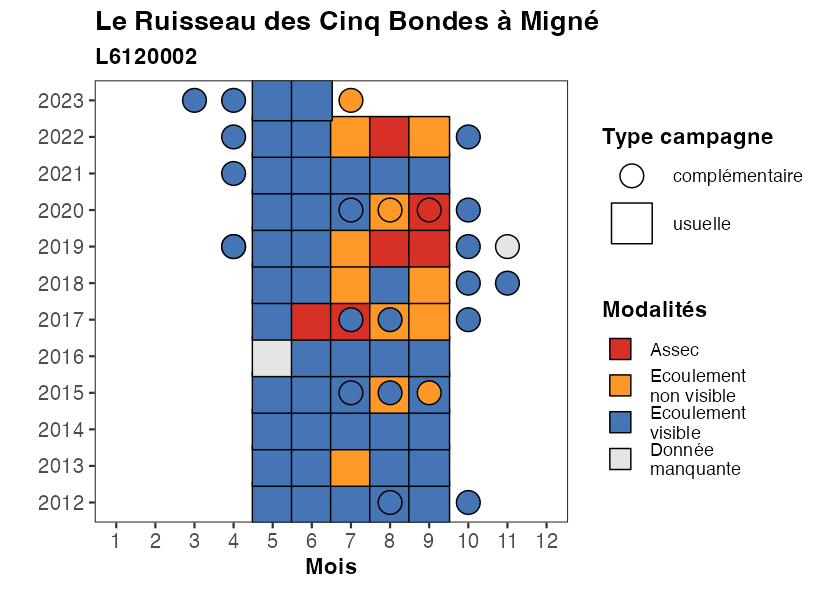 Le Ruisseau des Cinq Bondes à Migné
L6120002
2023
2022
2021
2020
2019
2018
2017
2016
2015
2014
2013
2012
1 2 3 4 5 6 7 8 9 10 11 12
Mois
Type campagne
complémentaire
usuelle
Modalités
Assec
Ecoulement
non visible
Ecoulement
visible
Donnée
manquante